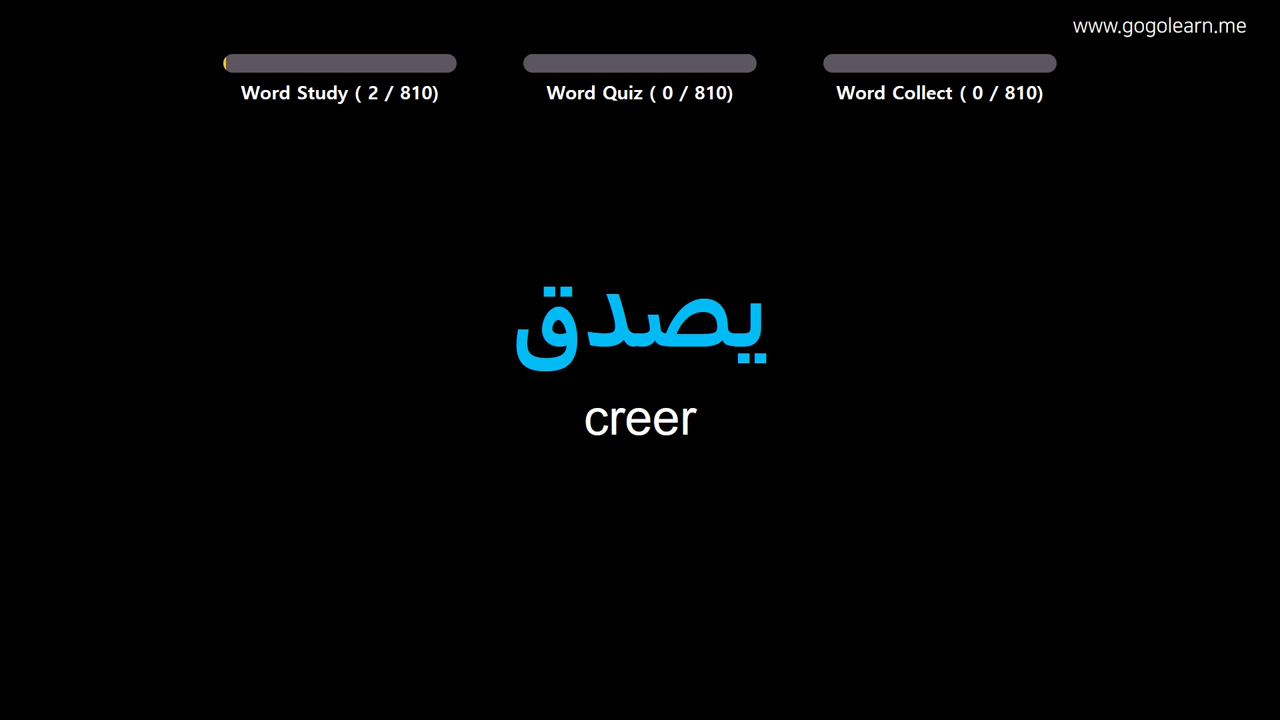 www.gogolearn.me
Word Study ( 2 / 810)
Word Quiz ( 0 / 810)
Word Collect ( 0 / 810)
يصدق
creer